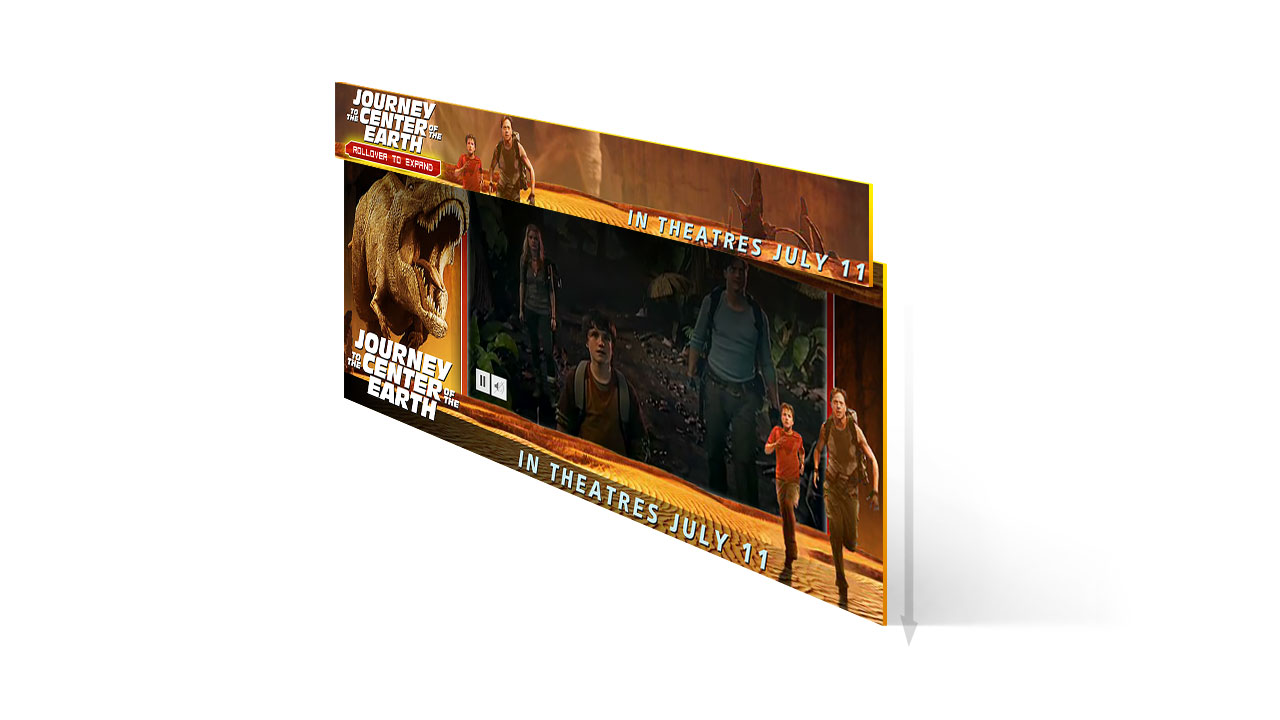 JOURNEY
TO THE CENTER OF THE
EARTH
ROLLOVER TO EXPAND
IN THEATRES JULY 11
JOURNEY
TO THE CENTER OF THE
EARTH
IN THEATRES JULY 11